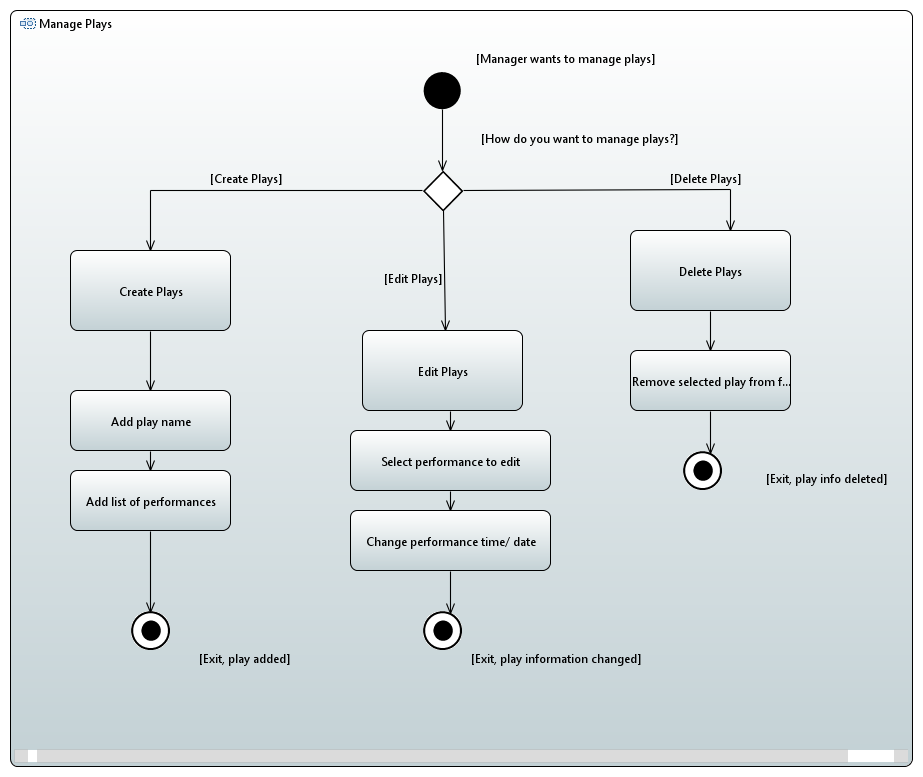 Manage Plays
[Manager wants to manage plays]
[How do you want to manage plays?]
[Create Plays]
[Delete Plays]
Create Plays
[Edit Plays]
Delete Plays
Edit Plays
Remove selected play from f...
Add play name
Select performance to edit
Add list of performances
[Exit, play info deleted]
Change performance time/ date
[Exit, play added]
[Exit, play information changed]